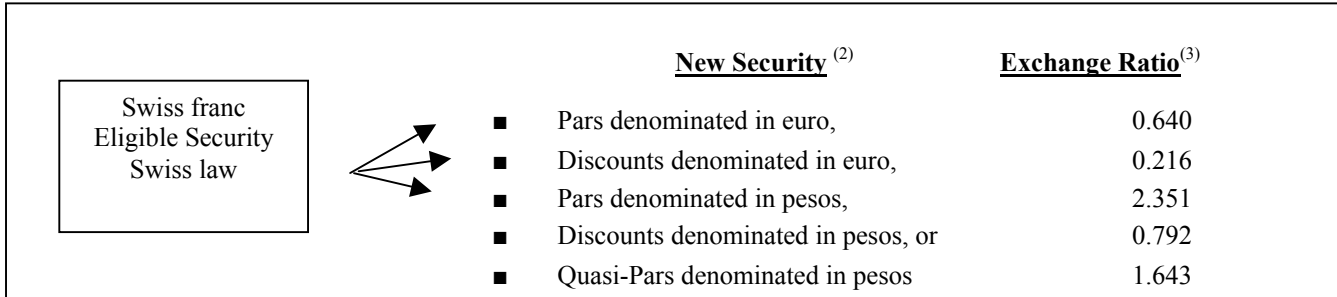 New Security (2) Exchange Ratio(3)
Swiss franc
Eligible Security
Swiss law
■ Pars denominated in euro, 0.640
■ Discounts denominated in euro, 0.216
■ Pars denominated in pesos, 2.351
■ Discounts denominated in pesos, or 0.792
■ Quasi-Pars denominated in pesos 1.643